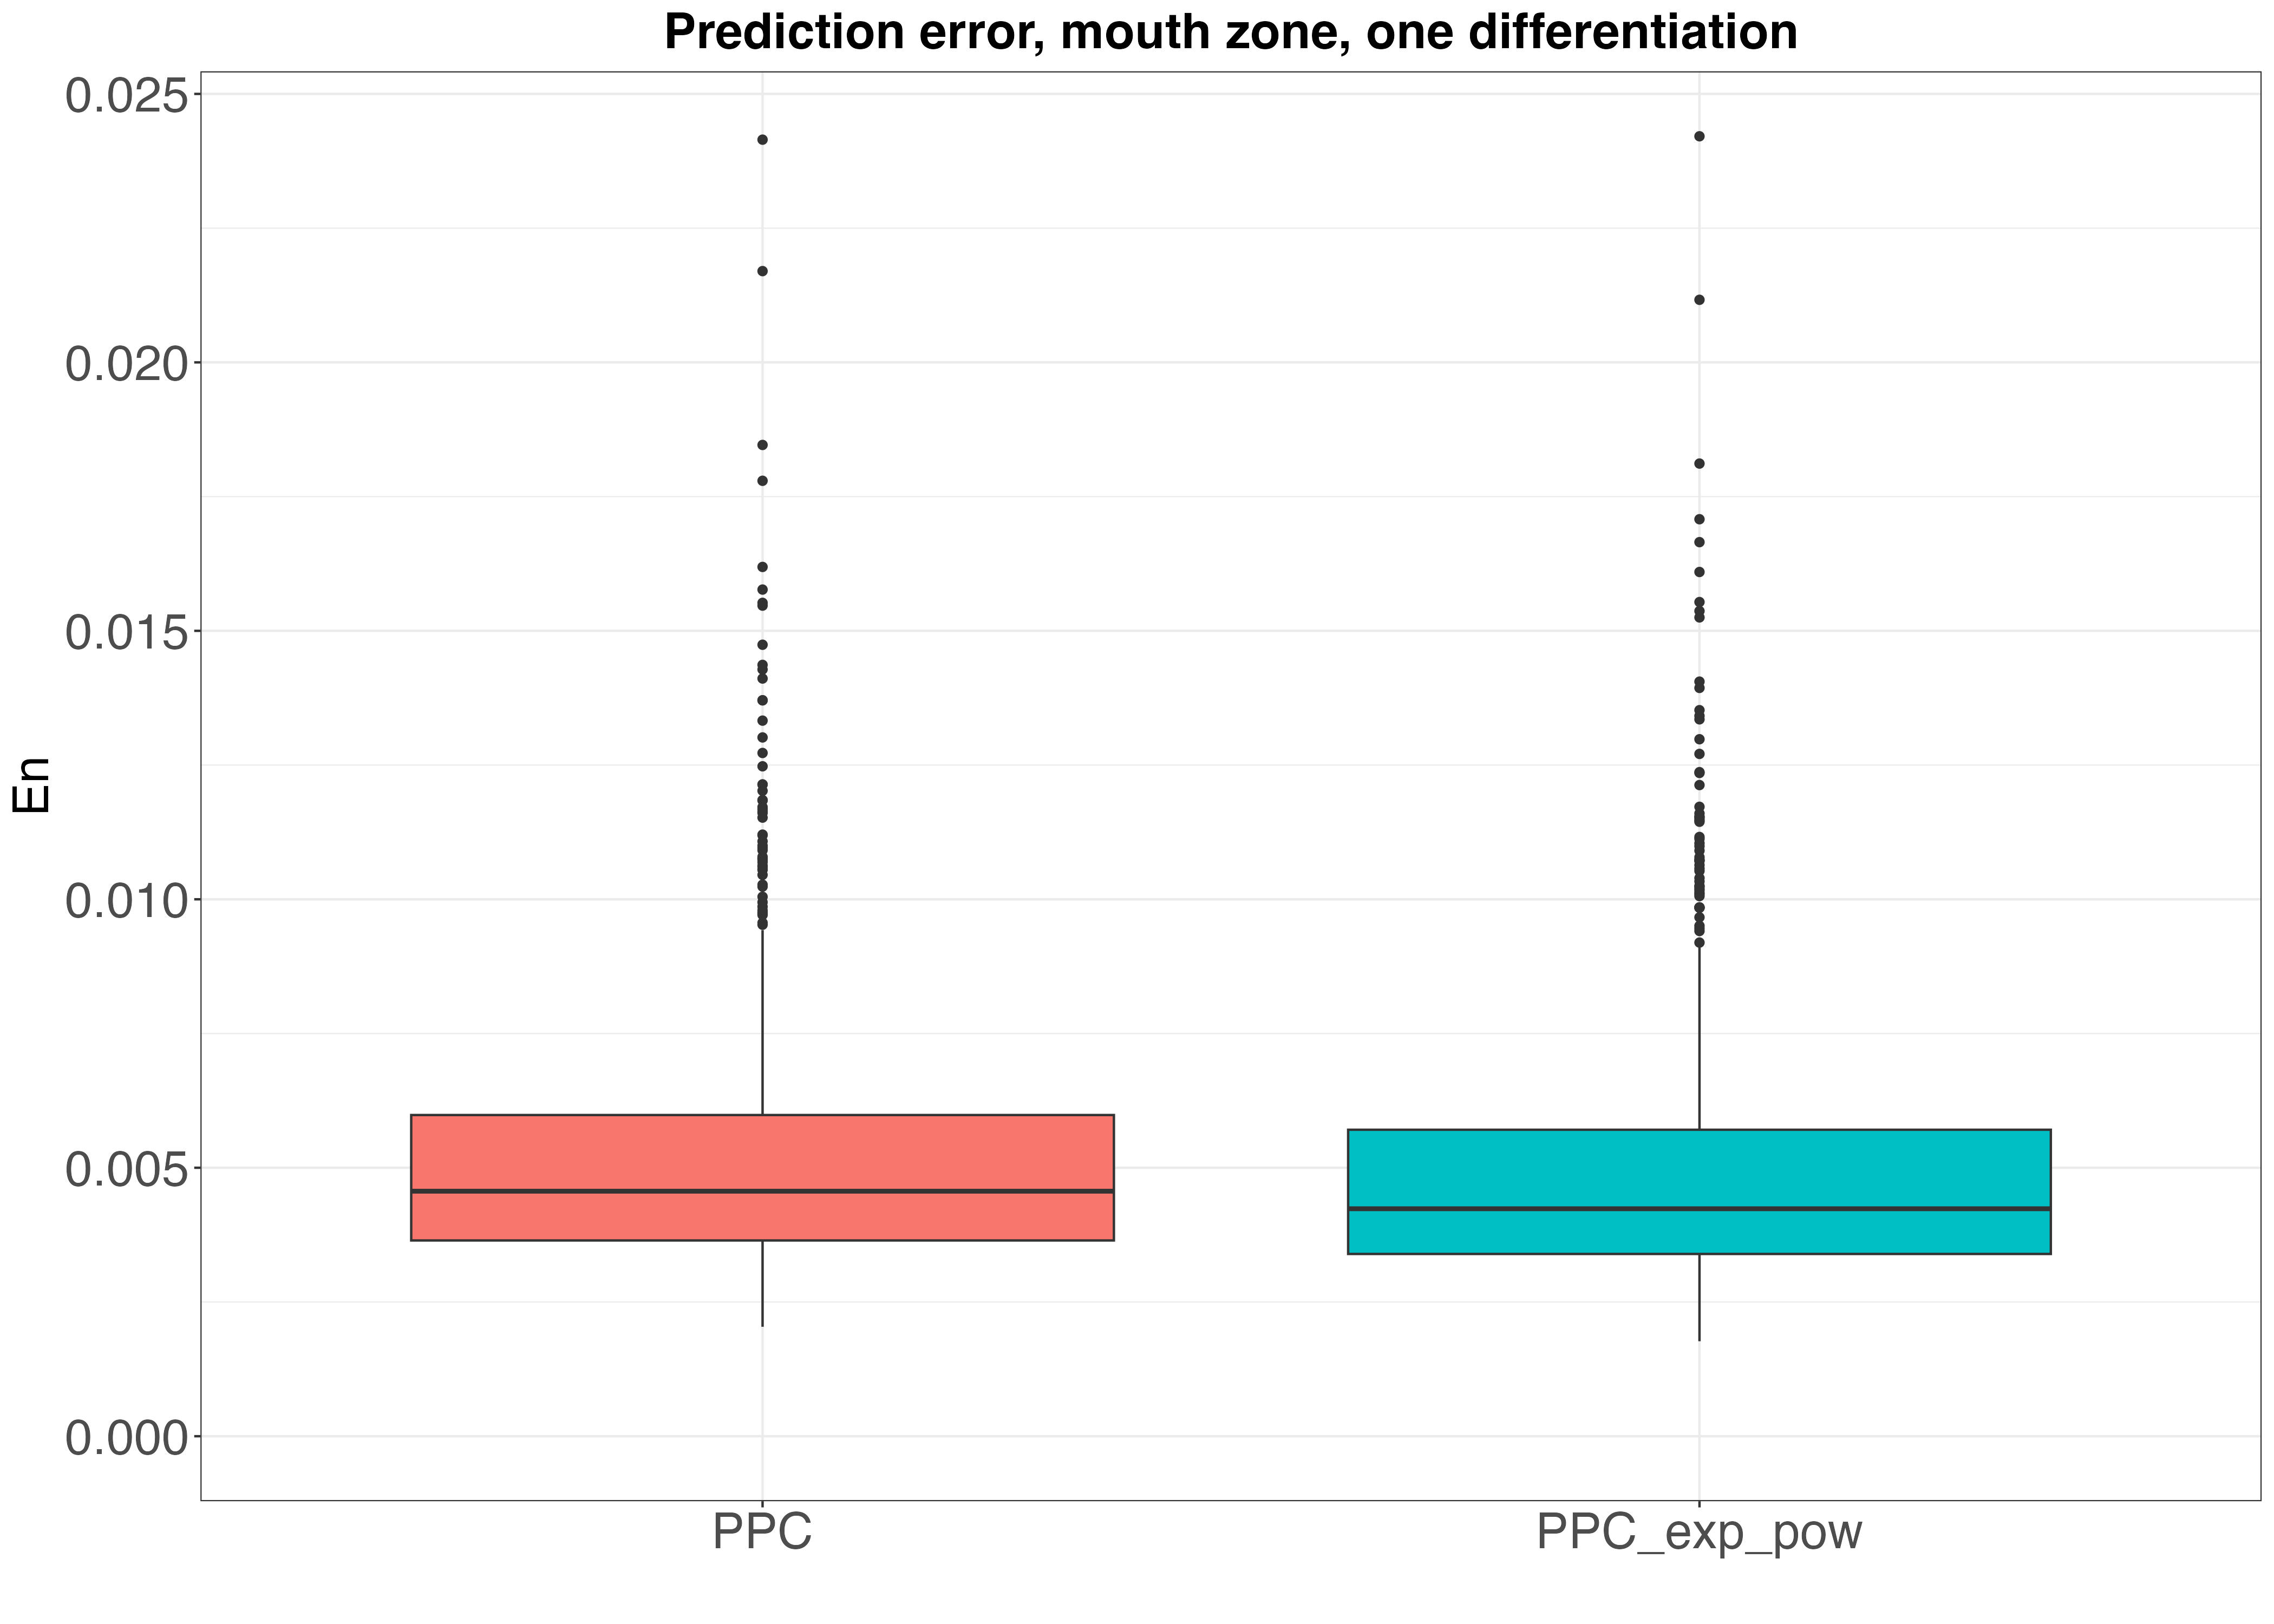 Prediction error, mouth zone, one differentiation
0.025
0.020
0.015
0.010
0.005
0.000
En
PPC
PPC_exp_pow